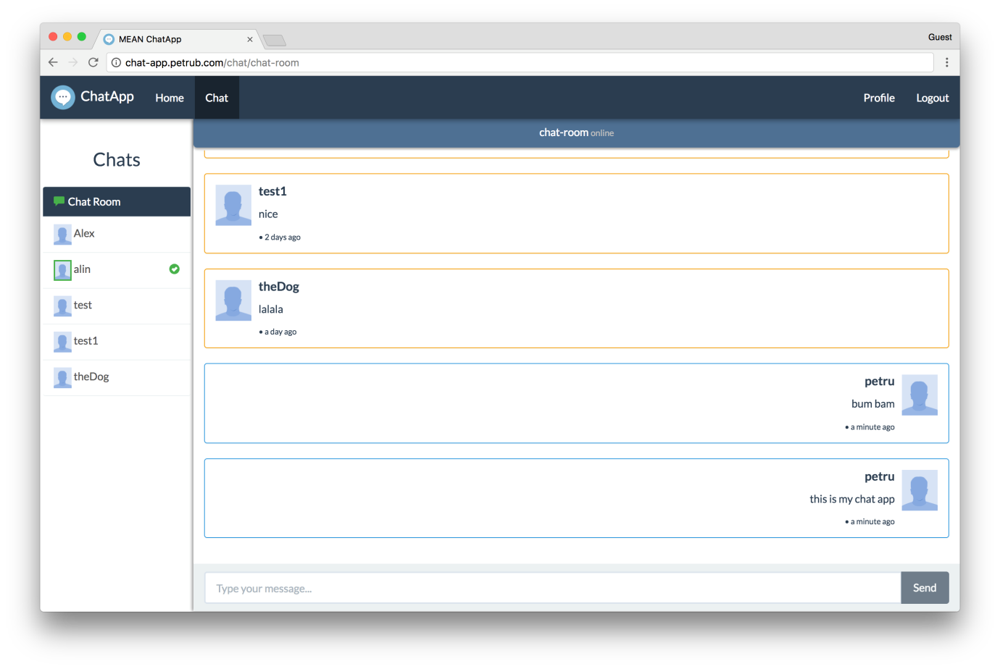 MEAN ChatApp
Guest
chat-app.petrub.com/chat/chat-room
ChatApp Home Chat Profile Logout
chat-room online
Chats
Chat Room
Alex
alin
test
test1
theDog
test1
nice
• 2 days ago
theDog
lalala
• a day ago
petru
bum bam
• a minute ago
petru
this is my chat app
• a minute ago
Type your message...
Send